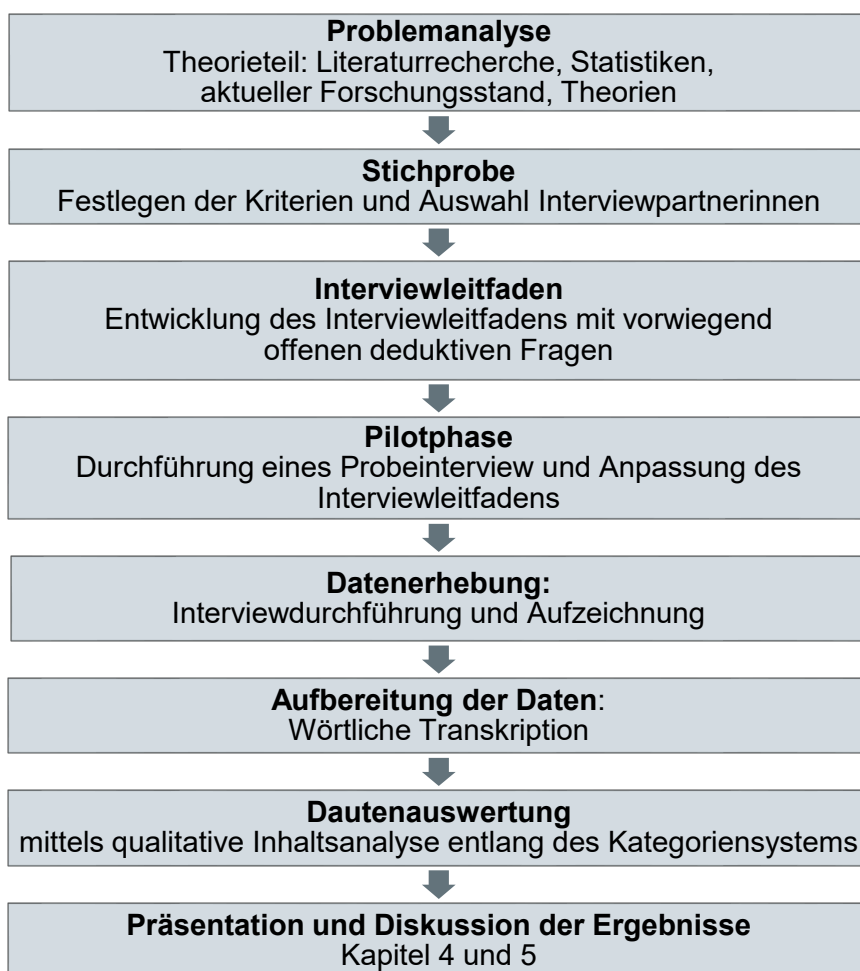 Problemanalyse
Theorieteil: Literaturrecherche, Statistiken,
aktueller Forschungsstand, Theorien
Stichprobe
Festlegen der Kriterien und Auswahl Interviewpartnerinnen
Interviewleitfaden
Entwicklung des Interviewleitfadens mit vorwiegend
offenen deduktiven Fragen
Pilotphase
Durchführung eines Probeinterview und Anpassung des
Interviewleitfadens
Datenerhebung:
Interviewdurchführung und Aufzeichnung
Aufbereitung der Daten:
Wörtliche Transkription
Dautenauswertung
mittels qualitative Inhaltsanalyse entlang des Kategoriensystems
Präsentation und Diskussion der Ergebnisse
Kapitel 4 und 5